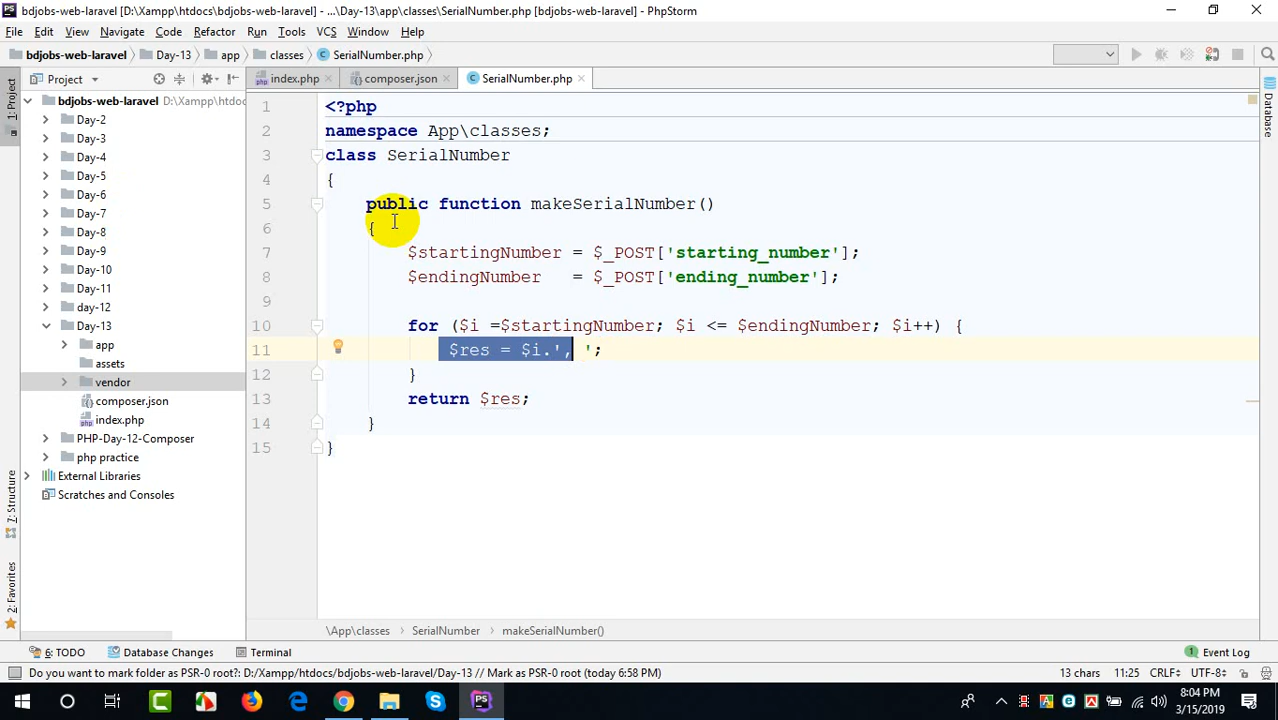 bdjobs-web-laravel [D:\Xampp\htdocs\bdjobs-web-laravel] - ...\Day-13\app\classes\SerialNumber.php [bdjobs-web-laravel] - PhpStorm
File Edit View Navigate Code Refactor Run Tools VCS Window Help
bdjobs-web-laravel Day-13 app classes SerialNumber.php
Project
index.php composer.json SerialNumber.php
1: Project
Database
bdjobs-web-laravel D:\Xampp\htdocs
Day-2
Day-3
Day-4
Day-5
Day-6
Day-7
Day-8
Day-9
Day-10
Day-11
day-12
Day-13
app
assets
vendor
composer.json
index.php
PHP-Day-12-Composer
php practice
External Libraries
Scratches and Consoles
7: Structure
2: Favorites
1 <?php
2 namespace App\classes;
3 class SerialNumber
4 {
5 public function makeSerialNumber()
6 {
7 $startingNumber = $_POST['starting_number'];
8 $endingNumber   = $_POST['ending_number'];
9
10 for ($i =$startingNumber; $i <= $endingNumber; $i++) {
11 $res = $i.', ';
12 }
13 return $res;
14 }
15 }
\App\classes SerialNumber makeSerialNumber()
6: TODO Database Changes Terminal 1 Event Log
Do you want to mark folder as PSR-0 root?: D:/Xampp/htdocs/bdjobs-web-laravel/Day-13 // Mark as PSR-0 root (today 6:58 PM) 13 chars 11:25 CRLF÷ UTF-8÷
8:04 PM
3/15/2019